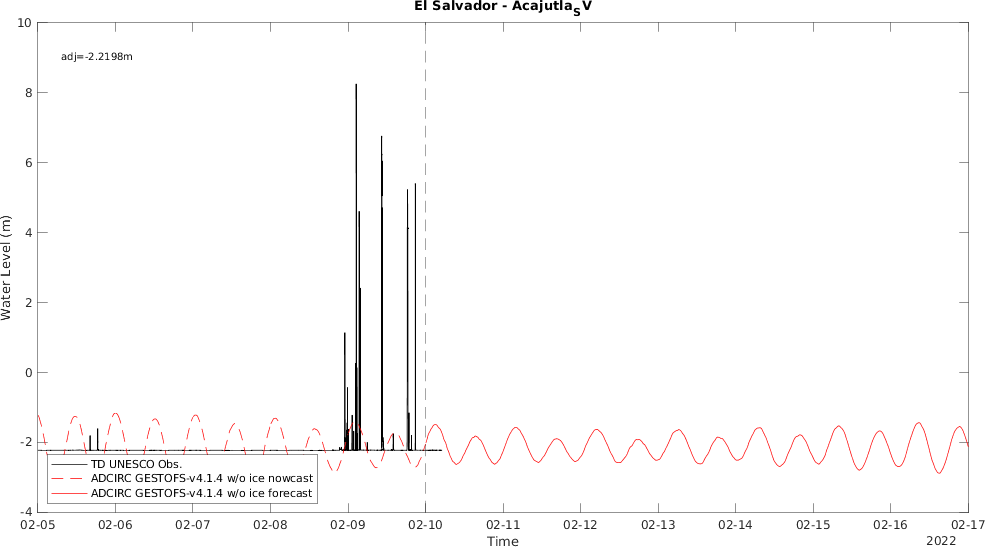 El Salvador - Acajutla_SV
adj=-2.2198m
10
8
6
4
2
0
-2
-4
Water Level (m)
TD UNESCO Obs.
ADCIRC GESTOFS-v4.1.4 w/o ice nowcast
ADCIRC GESTOFS-v4.1.4 w/o ice forecast
02-05 02-06 02-07 02-08 02-09 02-10 02-11 02-12 02-13 02-14 02-15 02-16 02-17
Time
2022